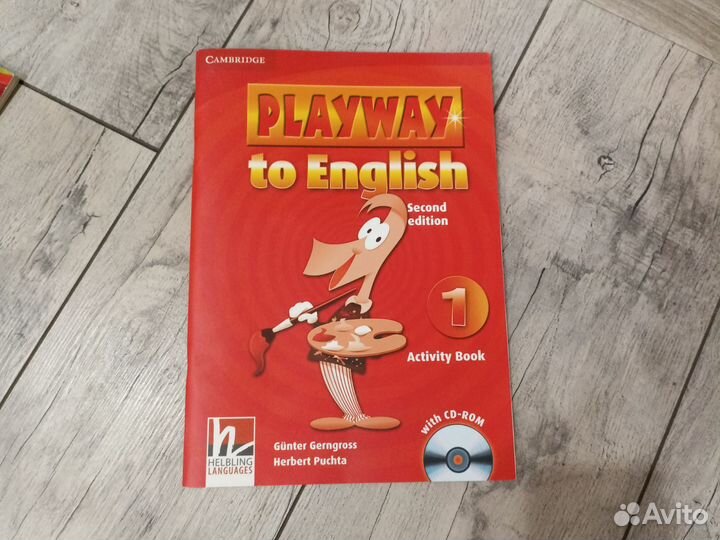 CAMBRIDGE
PLAYWAY
to English
Second
edition
1
Activity Book
with CD-ROM
Günter Gerngross
Herbert Puchta
h
HELBLING
LANGUAGES
Avito